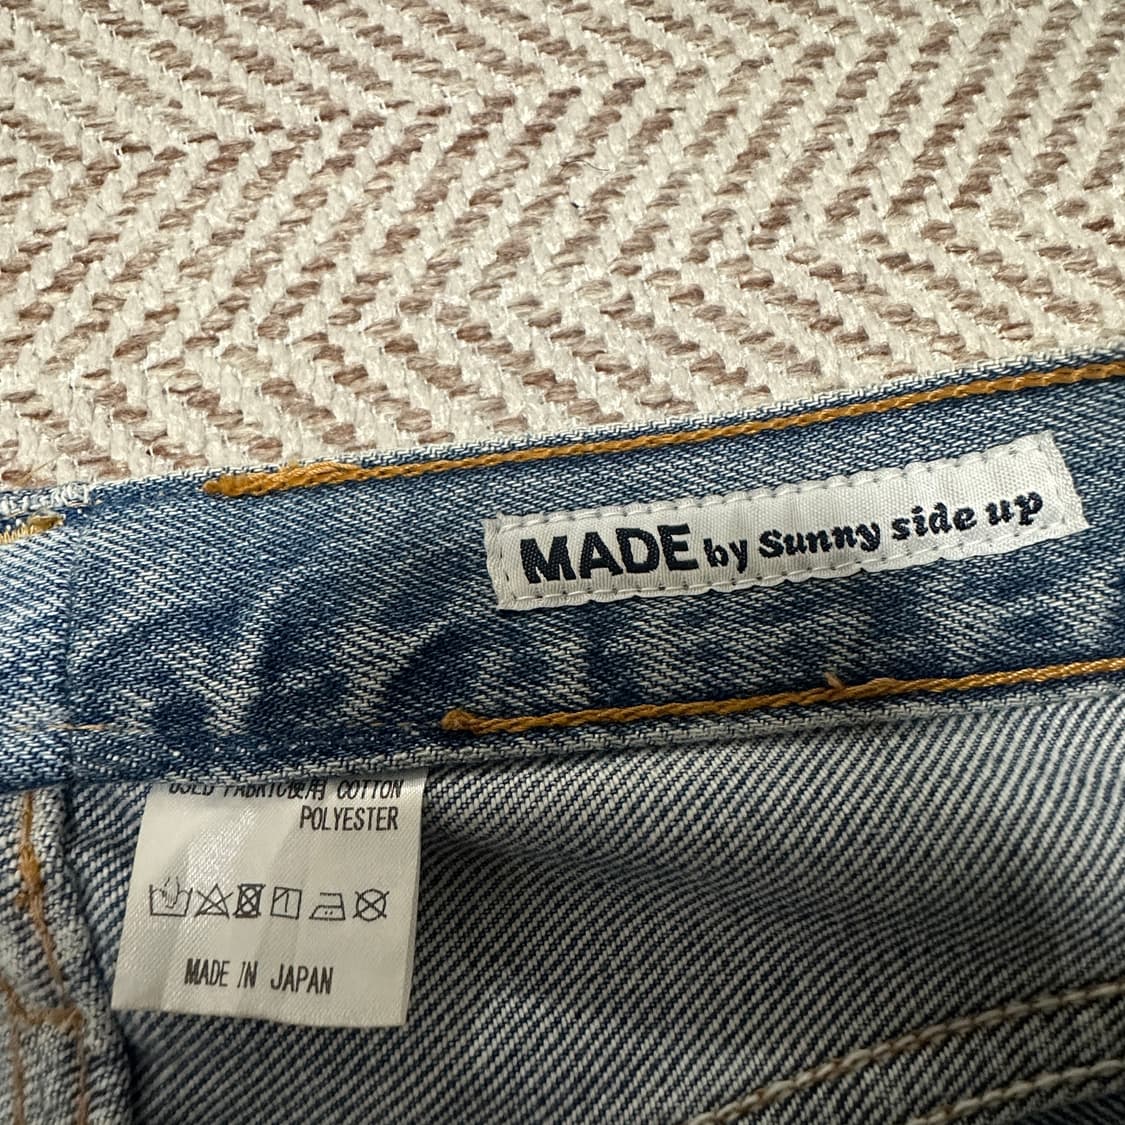 MADE by Sunny side up
USED FABRIC使用 COTTON
POLYESTER
MADE IN JAPAN